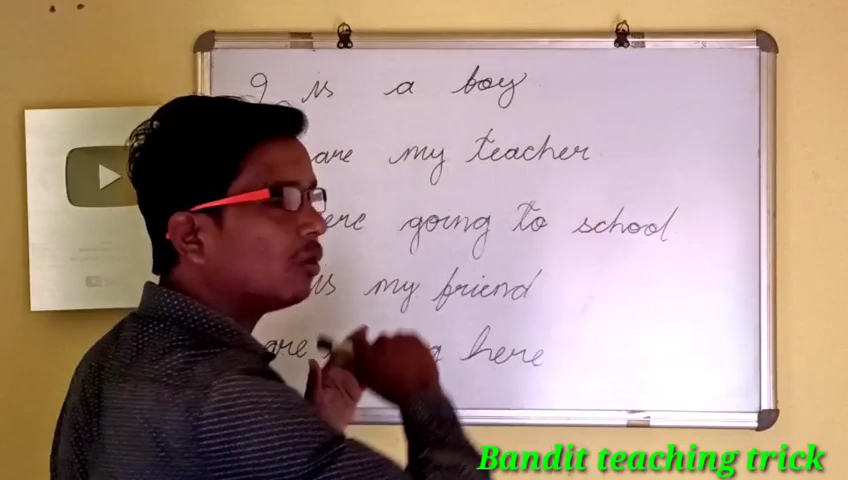 I is a boy
are my teacher
going to school
is my friend
are here
Bandit teaching trick